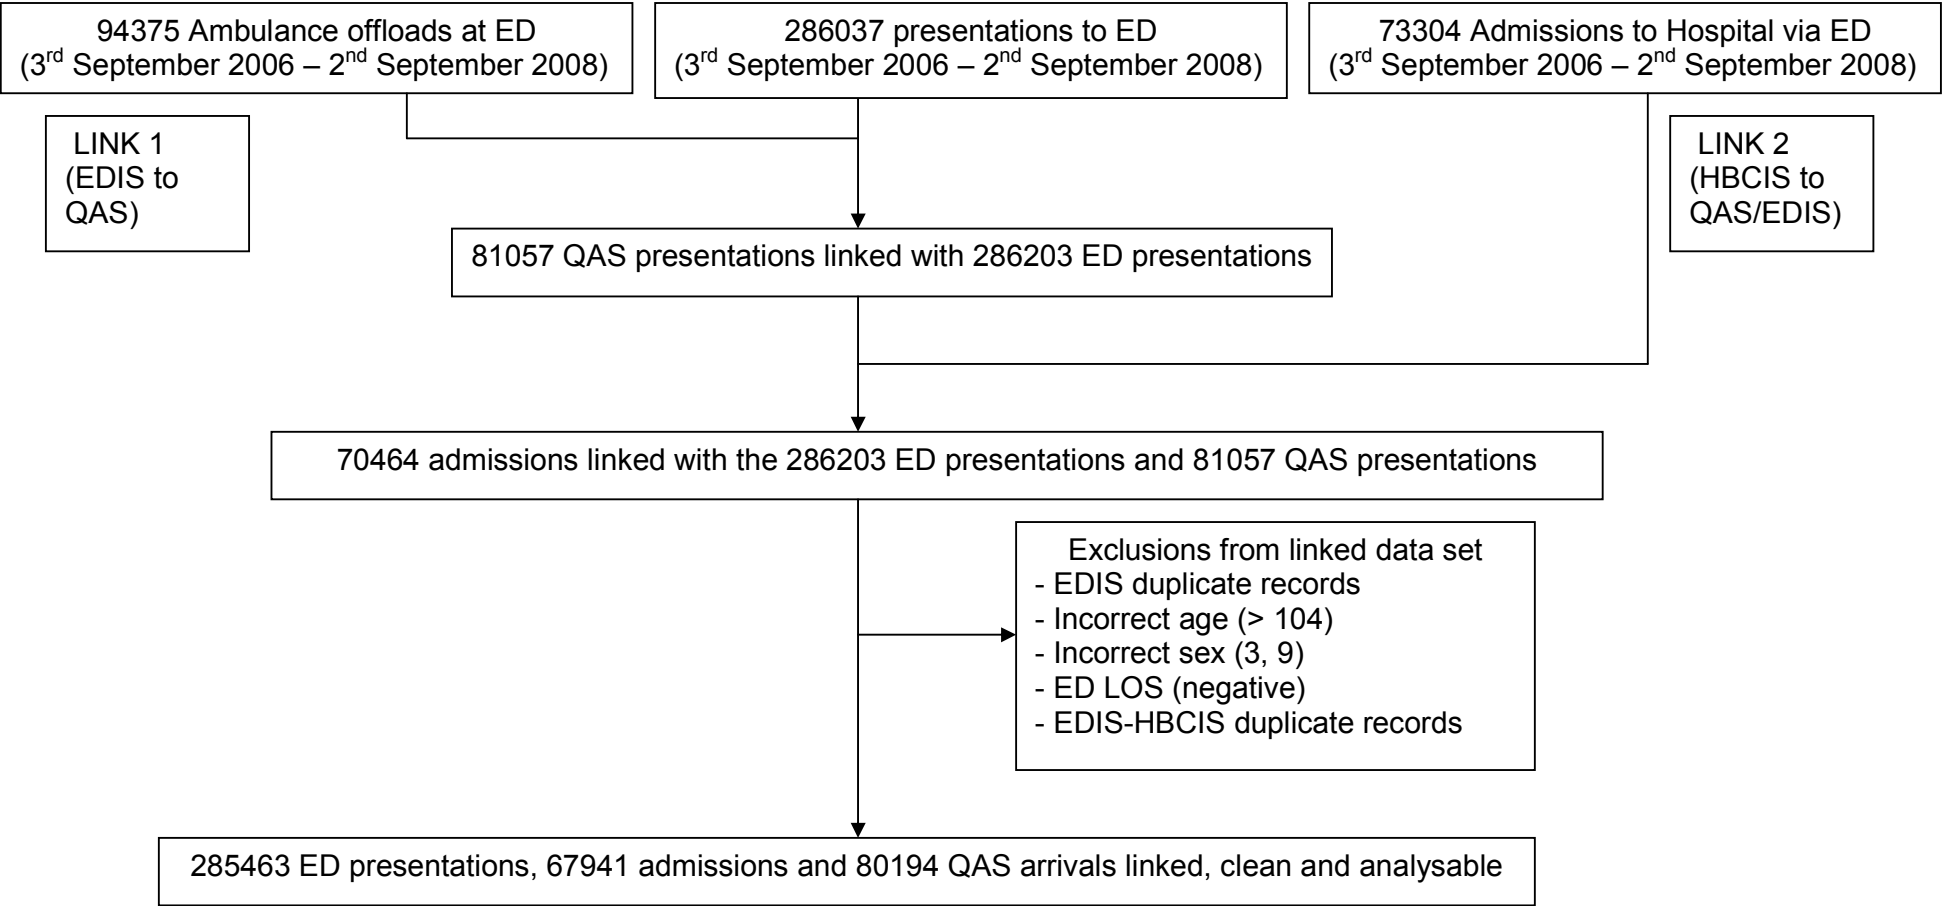 94375 Ambulance offloads at ED
(3rd September 2006 – 2nd September 2008)
286037 presentations to ED
(3rd September 2006 – 2nd September 2008)
73304 Admissions to Hospital via ED
(3rd September 2006 – 2nd September 2008)
LINK 1
(EDIS to
QAS)
LINK 2
(HBCIS to
QAS/EDIS)
81057 QAS presentations linked with 286203 ED presentations
70464 admissions linked with the 286203 ED presentations and 81057 QAS presentations
Exclusions from linked data set
- EDIS duplicate records
- Incorrect age (> 104)
- Incorrect sex (3, 9)
- ED LOS (negative)
- EDIS-HBCIS duplicate records
285463 ED presentations, 67941 admissions and 80194 QAS arrivals linked, clean and analysable